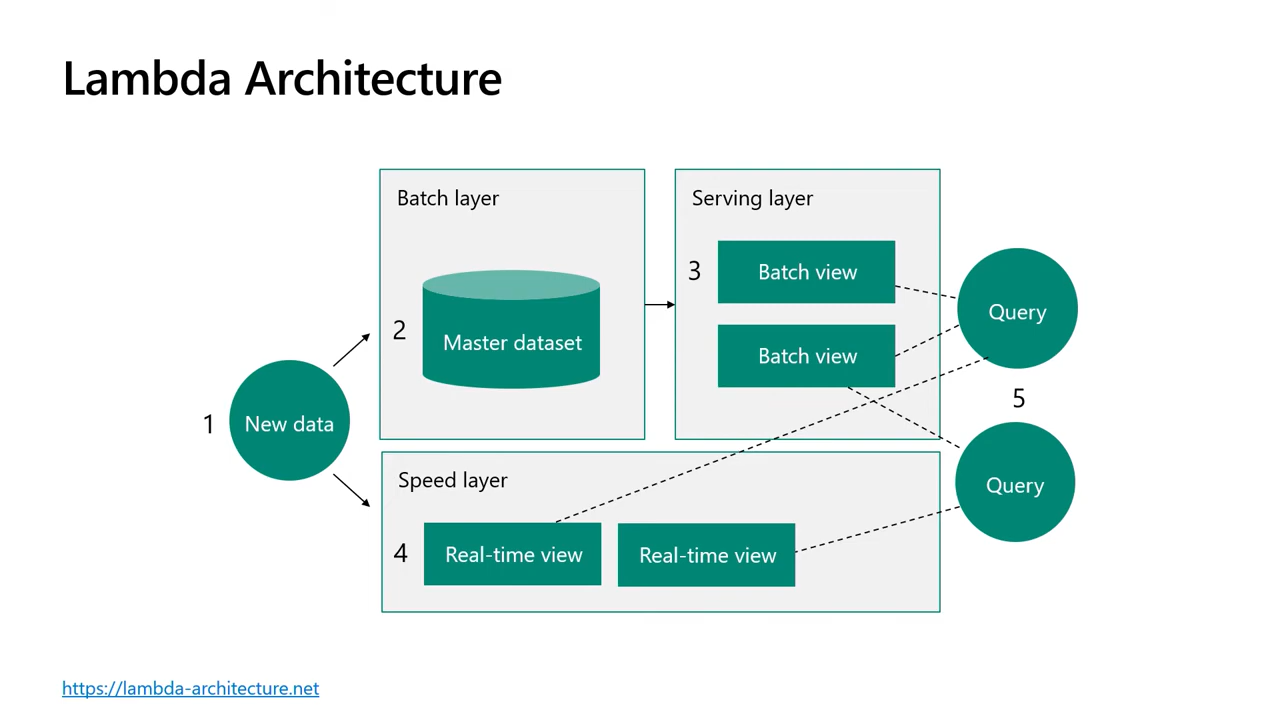 Lambda Architecture
Batch layer
Serving layer
3
Batch view
2
Master dataset
Batch view
Query
1
New data
5
Speed layer
Query
4
Real-time view
Real-time view
https://lambda-architecture.net